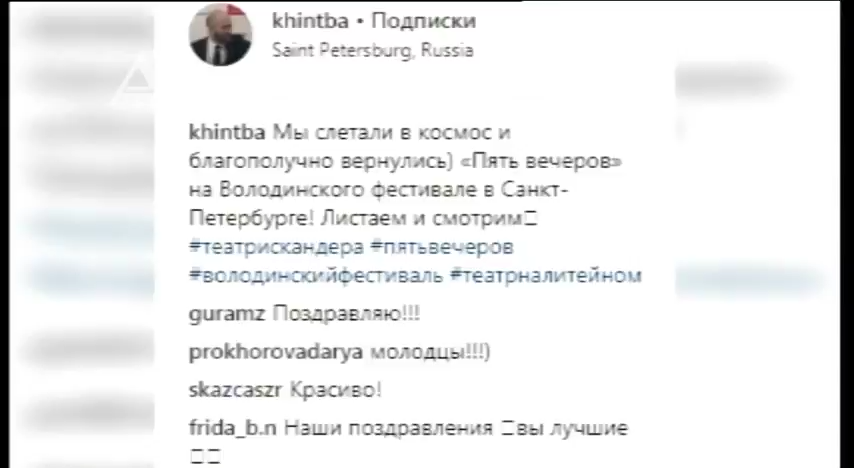 khintba • Подписки
Saint Petersburg, Russia
khintba Мы слетали в космос и
благополучно вернулись) «Пять вечеров»
на Володинского фестивале в Санкт-
Петербурге! Листаем и смотрим
#театрискандера #пятьвечеров
#володинскийфестиваль #театрналитейном
guramz Поздравляю!!!
prokhorovadarya молодцы!!!)
skazcaszr Красиво!
frida_b.n Наши поздравления вы лучшие